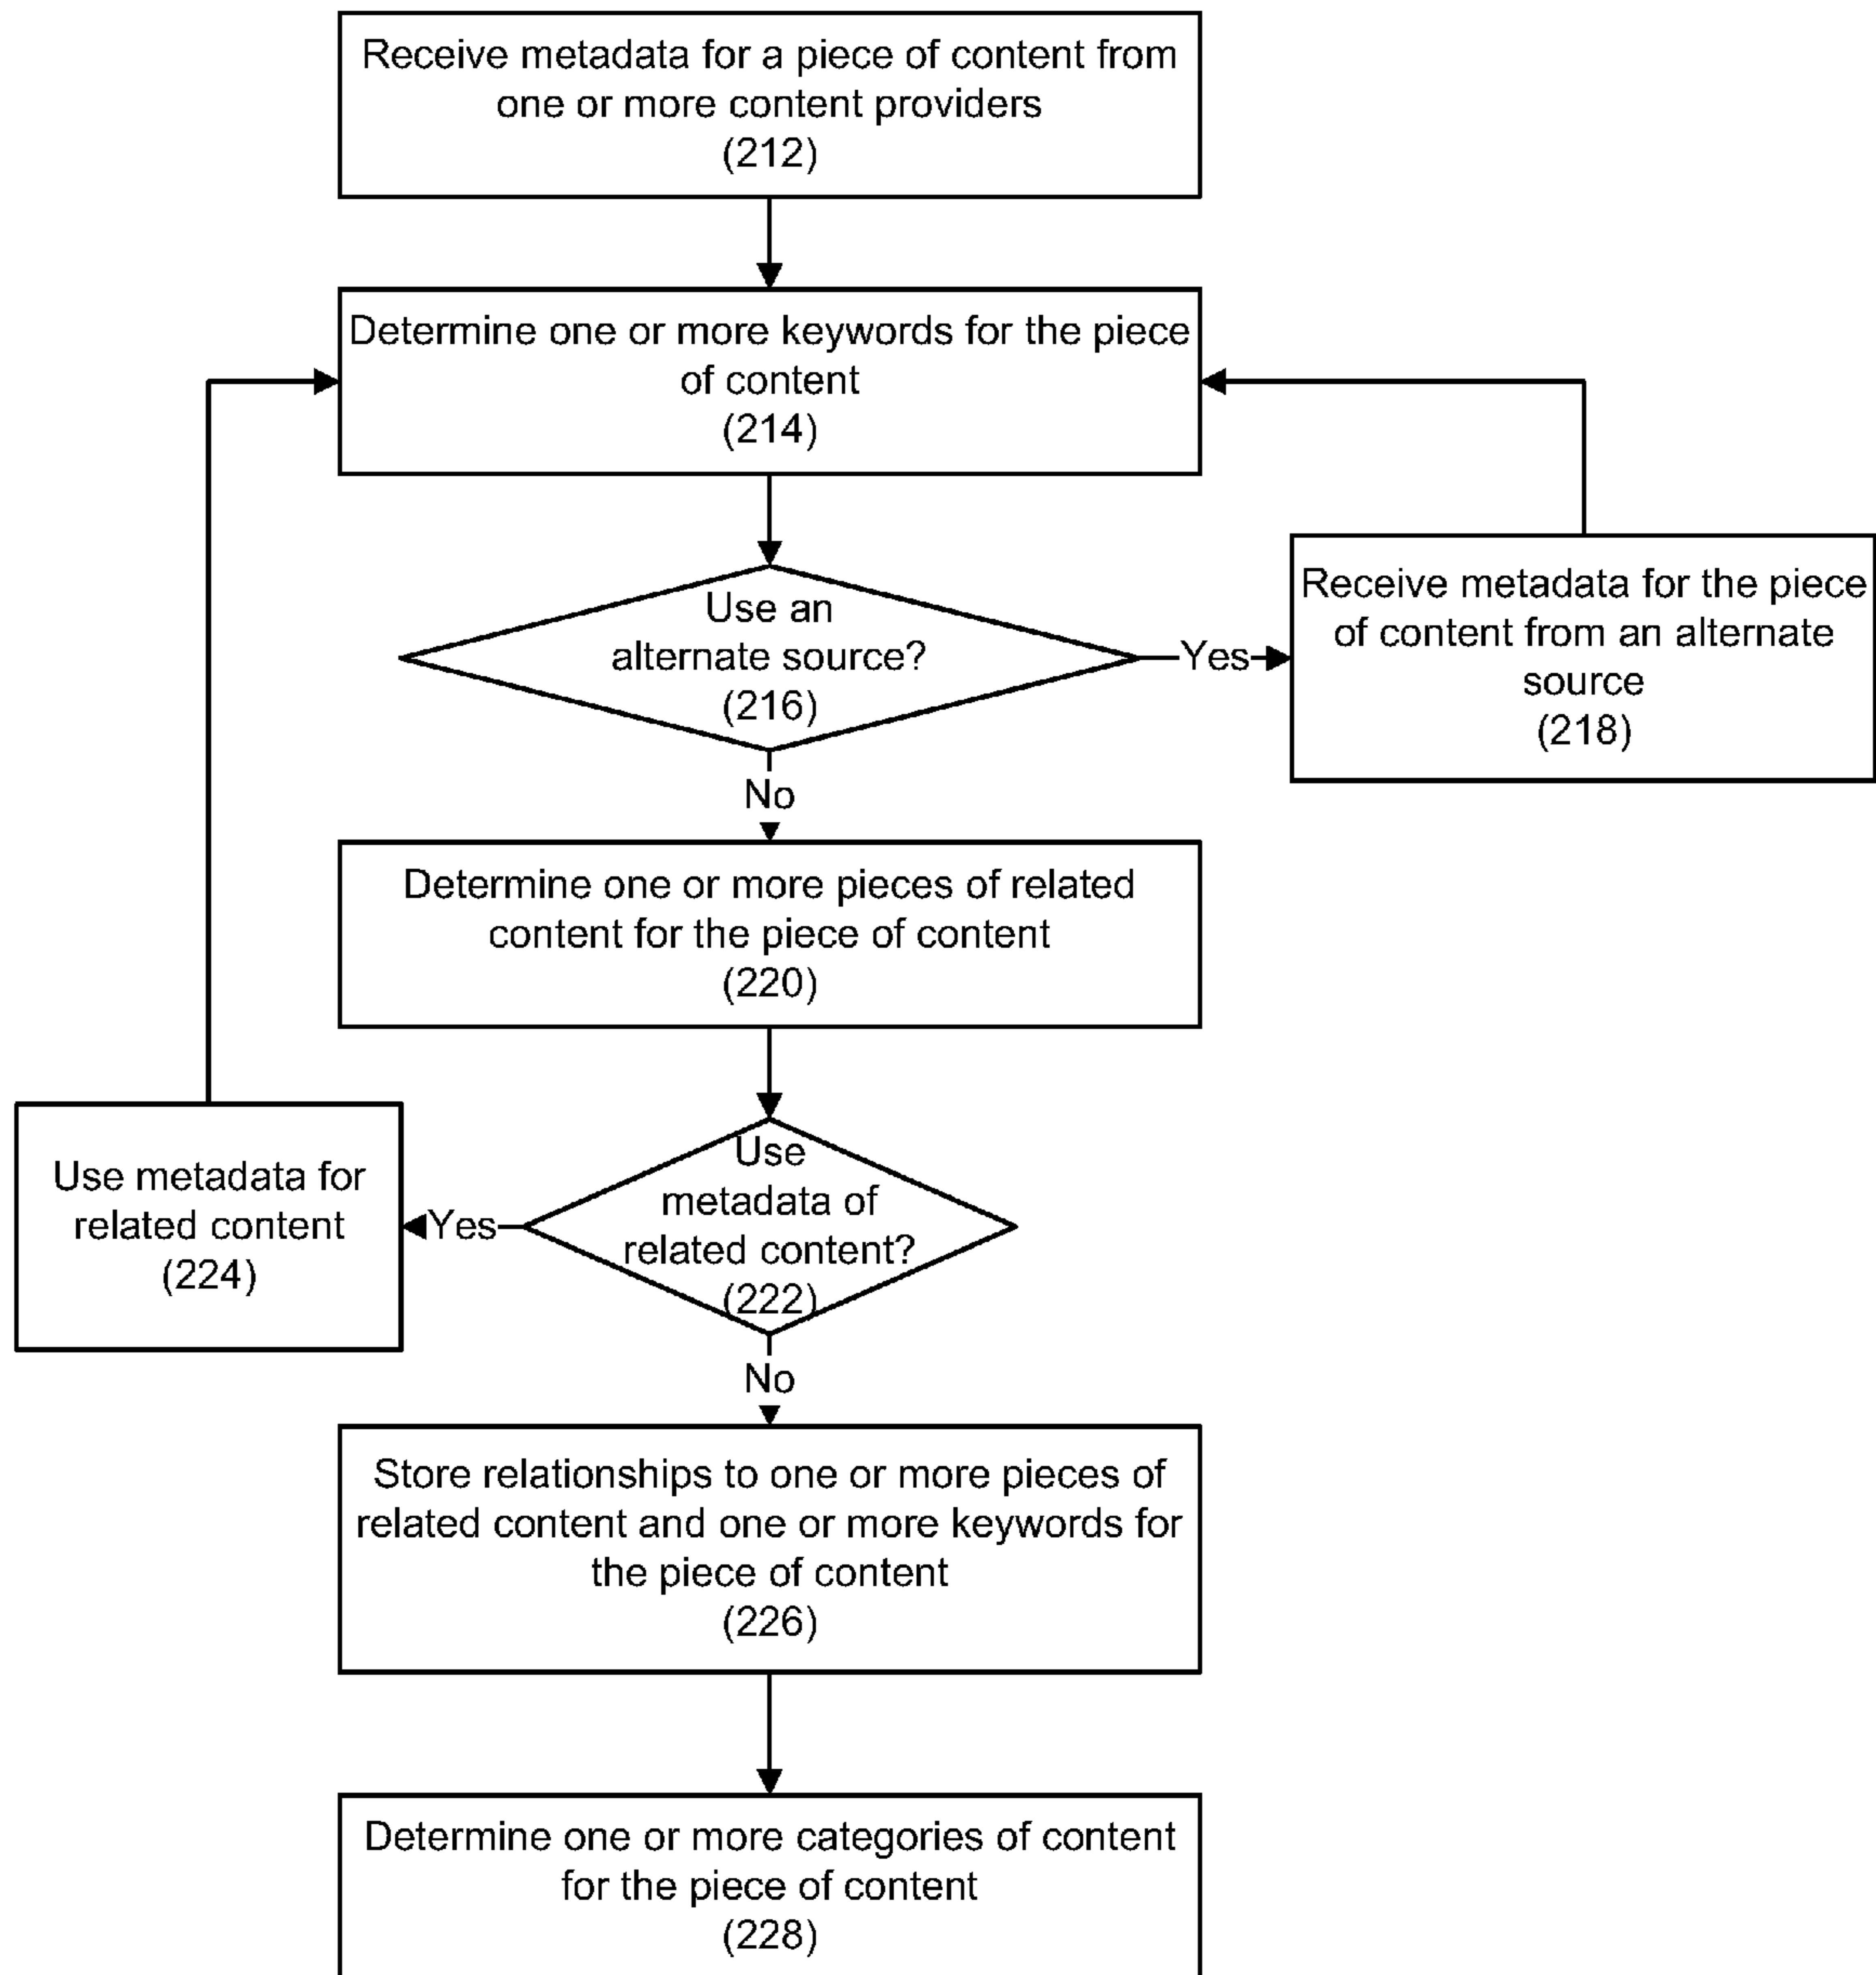 Receive metadata for a piece of content from
one or more content providers
(212)
Determine one or more keywords for the piece
of content
(214)
Use an
alternate source?
(216)
Yes
Receive metadata for the piece
of content from an alternate
source
(218)
No
Determine one or more pieces of related
content for the piece of content
(220)
Use
metadata of
related content?
(222)
Yes
Use metadata for
related content
(224)
No
Store relationships to one or more pieces of
related content and one or more keywords for
the piece of content
(226)
Determine one or more categories of content
for the piece of content
(228)